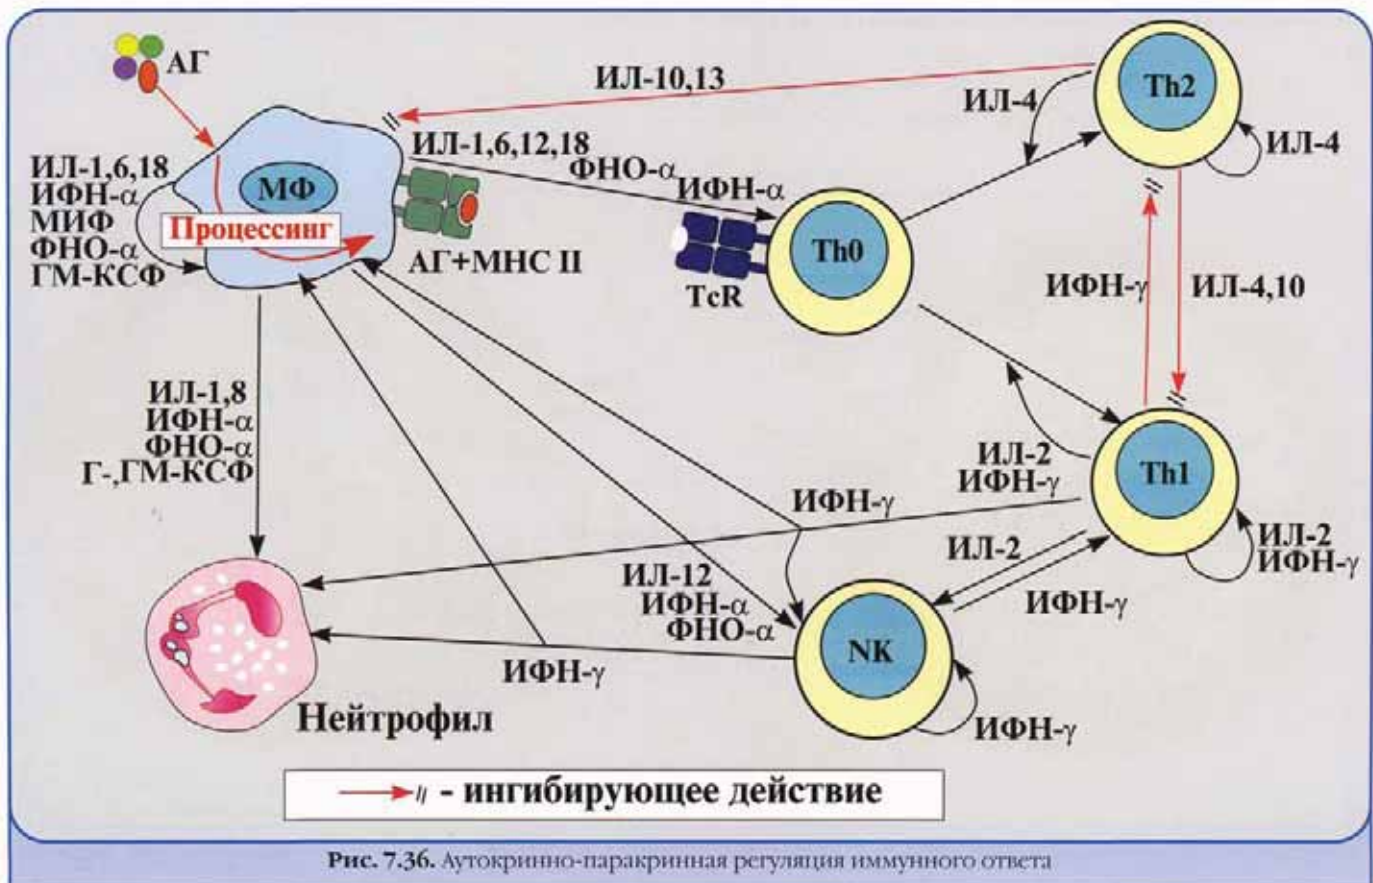 АГ
ИЛ-10,13
ИЛ-4
Th2
ИЛ-4
ИЛ-1,6,12,18
ФНО-α
ИФН-α
ИЛ-1,6,18
ИФН-α
МИФ
ФНО-α
ГМ-КСФ
МФ
Процессинг
АГ+МНС II
TcR
Th0
ИФН-γ
ИЛ-4,10
ИЛ-1,8
ИФН-α
ФНО-α
Г-,ГМ-КСФ
ИЛ-2
ИФН-γ
Th1
ИФН-γ
ИЛ-2
ИЛ-2
ИФН-γ
ИЛ-12
ИФН-α
ФНО-α
ИФН-γ
NK
ИФН-γ
ИФН-γ
Нейтрофил
- ингибирующее действие
Рис. 7.36. Аутокринно-паракринная регуляция иммунного ответа